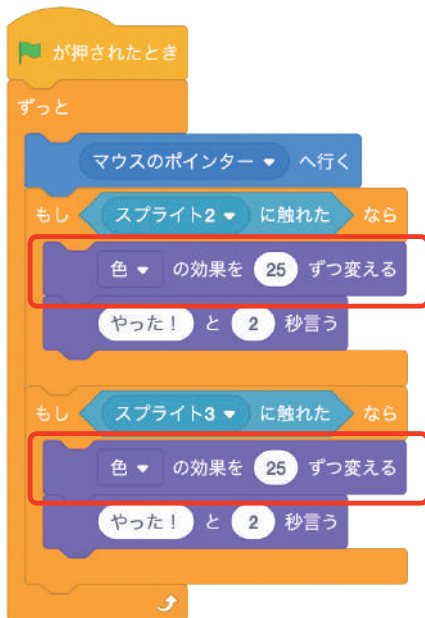 が押されたとき
ずっと
マウスのポインター へ行く
もし スプライト2 に触れた なら
色 の効果を 25 ずつ変える
やった! と 2 秒言う
もし スプライト3 に触れた なら
色 の効果を 25 ずつ変える
やった! と 2 秒言う